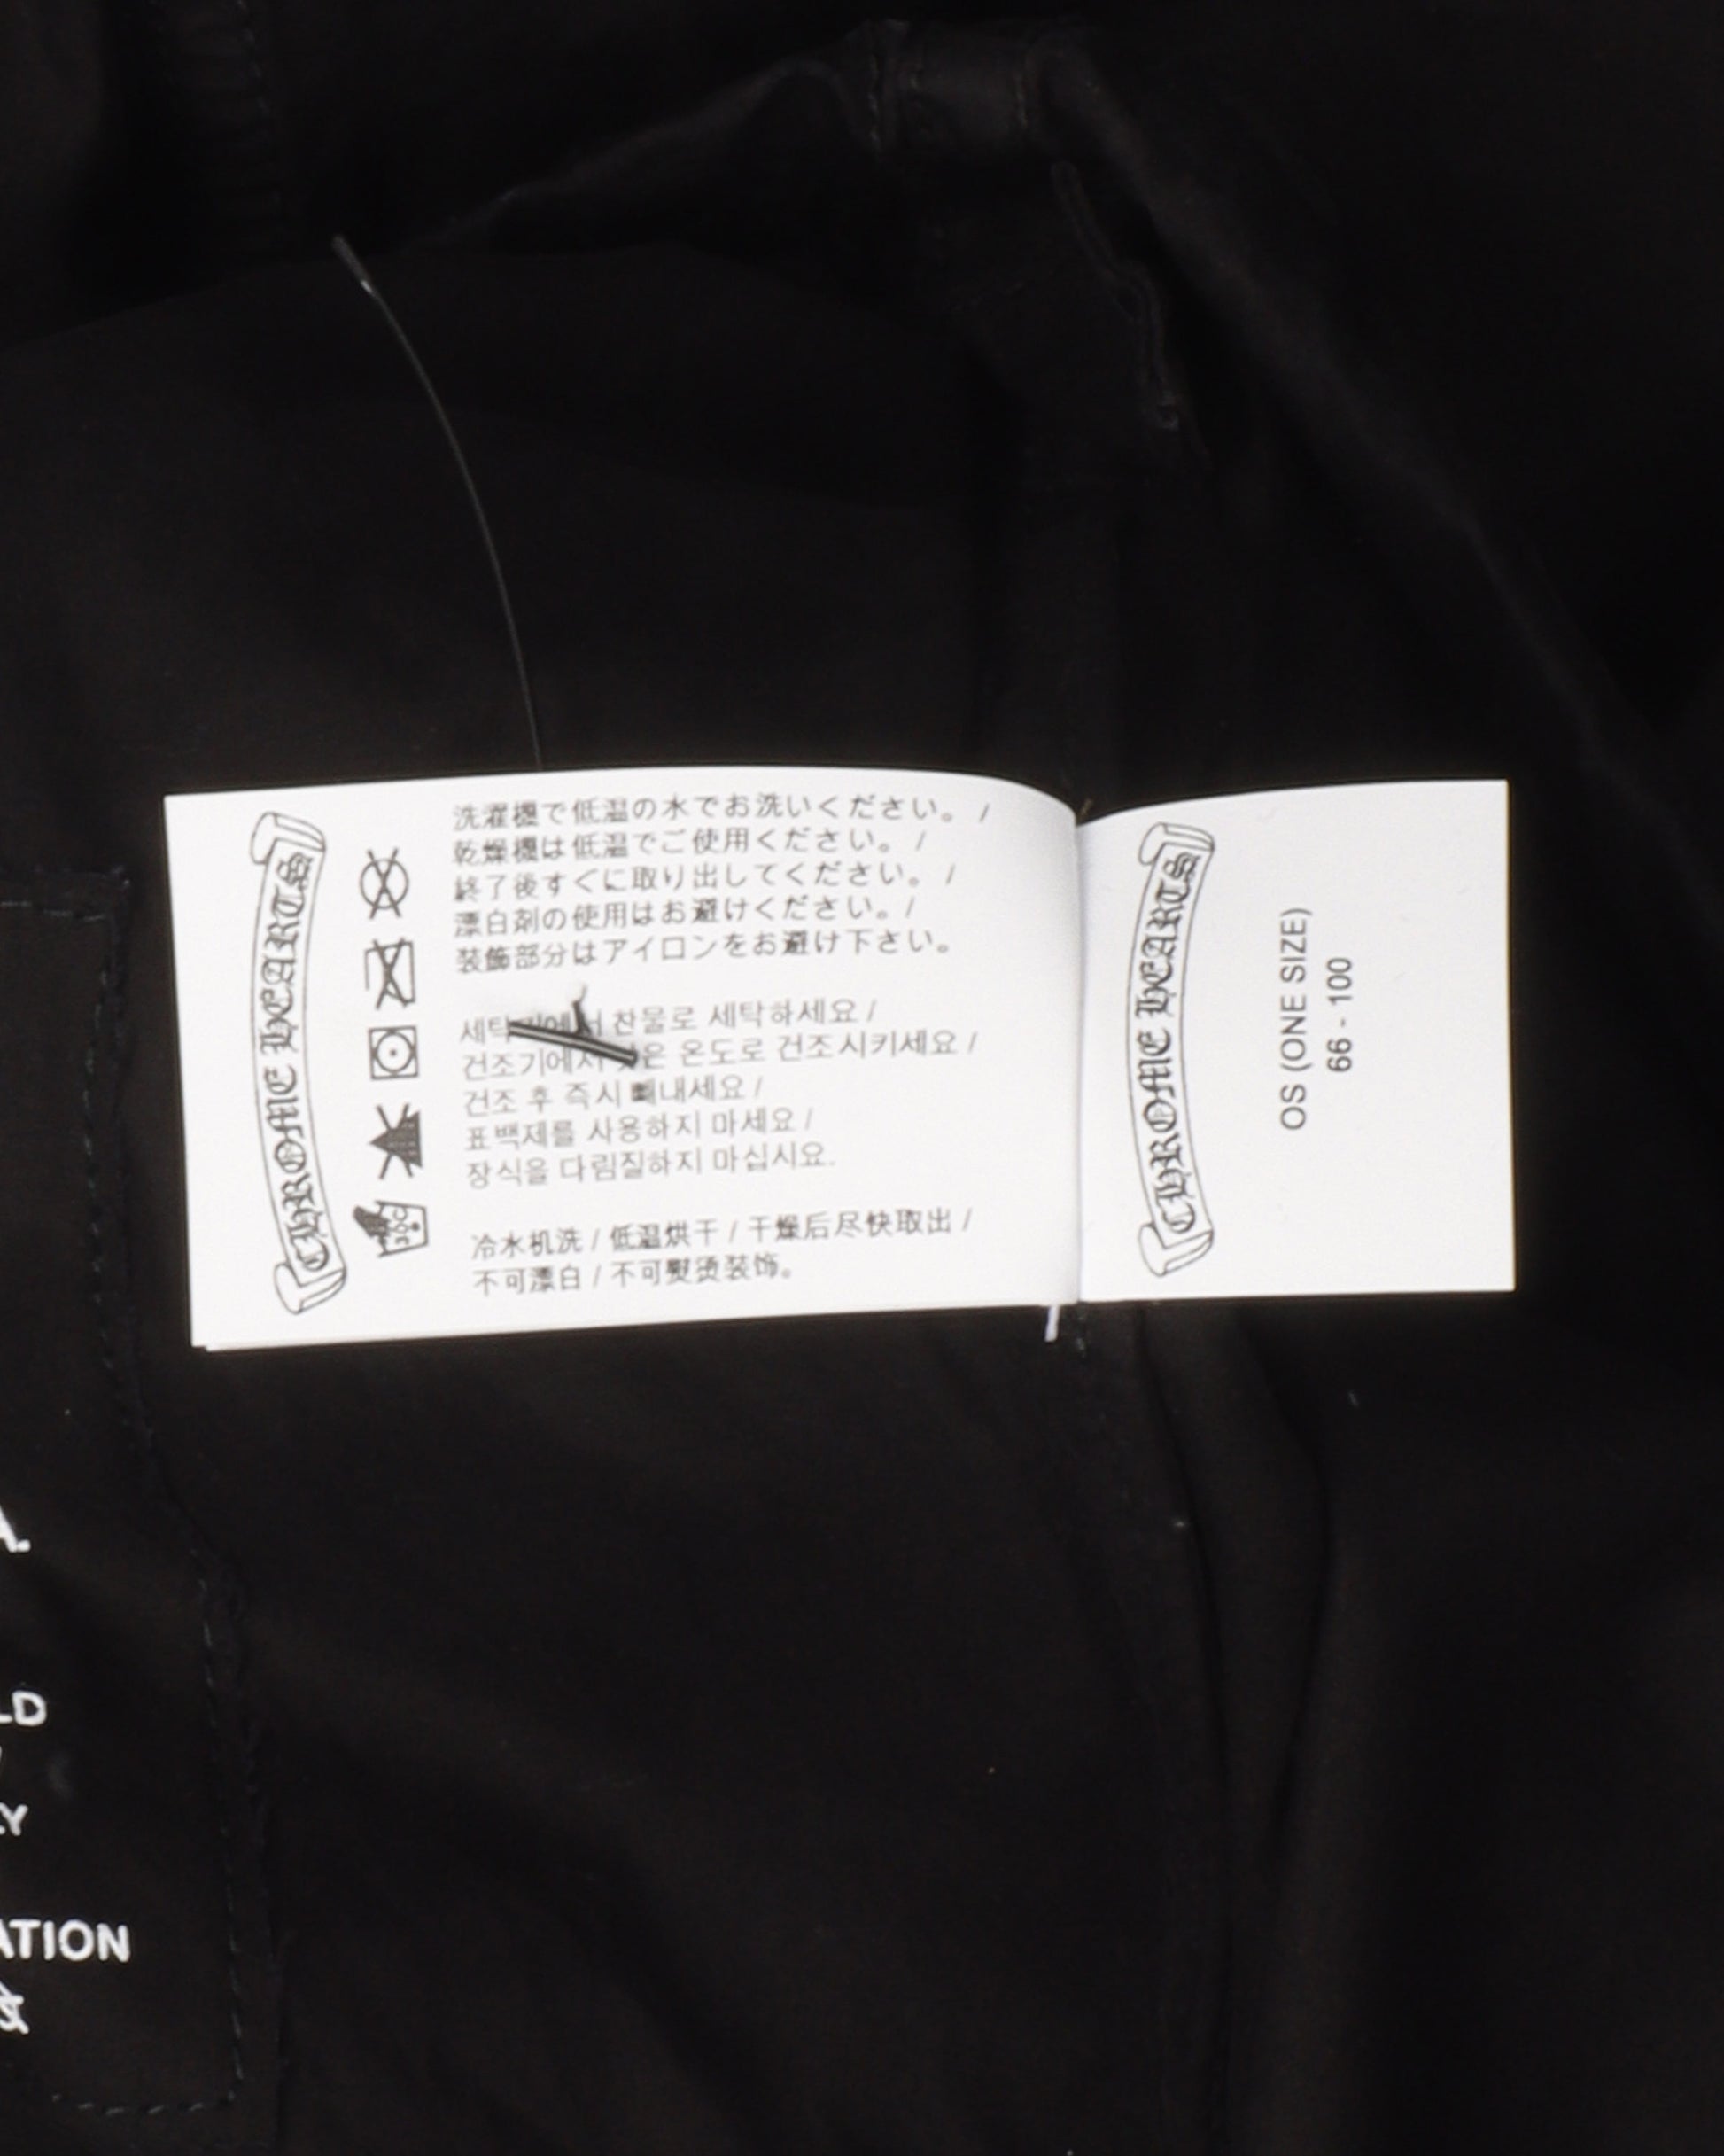 CHROME HEARTS
洗濯機で低温の水でお洗いください。/
乾燥機は低温でご使用ください。/
終了後すぐに取り出してください。/
漂白剤の使用はお避けください。/
装飾部分はアイロンをお避け下さい。
찬물로 세탁하세요 /
건조기에서 온도로 건조시키세요 /
건조 후 즉시 빼내세요 /
표백제를 사용하지 마세요 /
장식을 다림질하지 마십시요.
冷水机洗 / 低温烘干 / 干燥后尽快取出 /
不可漂白 / 不可熨烫装饰。
CHROME HEARTS
OS (ONE SIZE)
66 - 100
A.
LD
Y
ATION